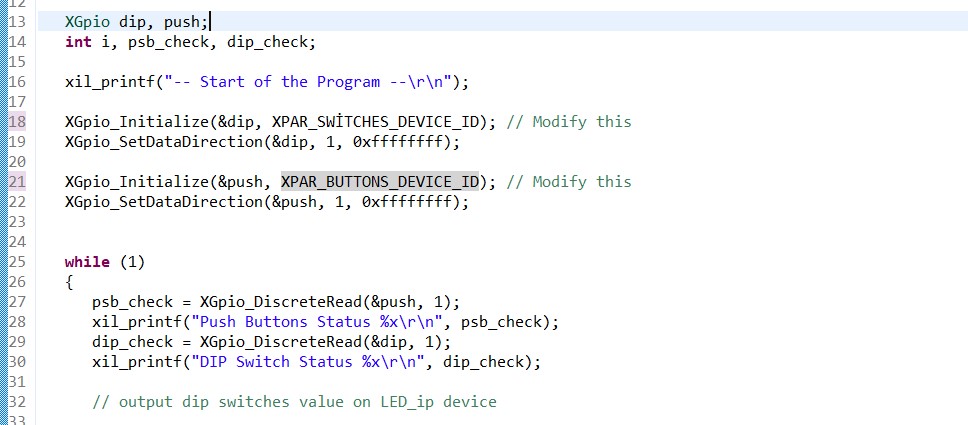 12
13 XGpio dip, push;
14 int i, psb_check, dip_check;
15
16 xil_printf("-- Start of the Program --\r\n");
17
18 XGpio_Initialize(&dip, XPAR_SWİTCHES_DEVICE_ID); // Modify this
19 XGpio_SetDataDirection(&dip, 1, 0xffffffff);
20
21 XGpio_Initialize(&push, XPAR_BUTTONS_DEVICE_ID); // Modify this
22 XGpio_SetDataDirection(&push, 1, 0xffffffff);
23
24
25 while (1)
26 {
27 psb_check = XGpio_DiscreteRead(&push, 1);
28 xil_printf("Push Buttons Status %x\r\n", psb_check);
29 dip_check = XGpio_DiscreteRead(&dip, 1);
30 xil_printf("DIP Switch Status %x\r\n", dip_check);
31
32 // output dip switches value on LED_ip device
33